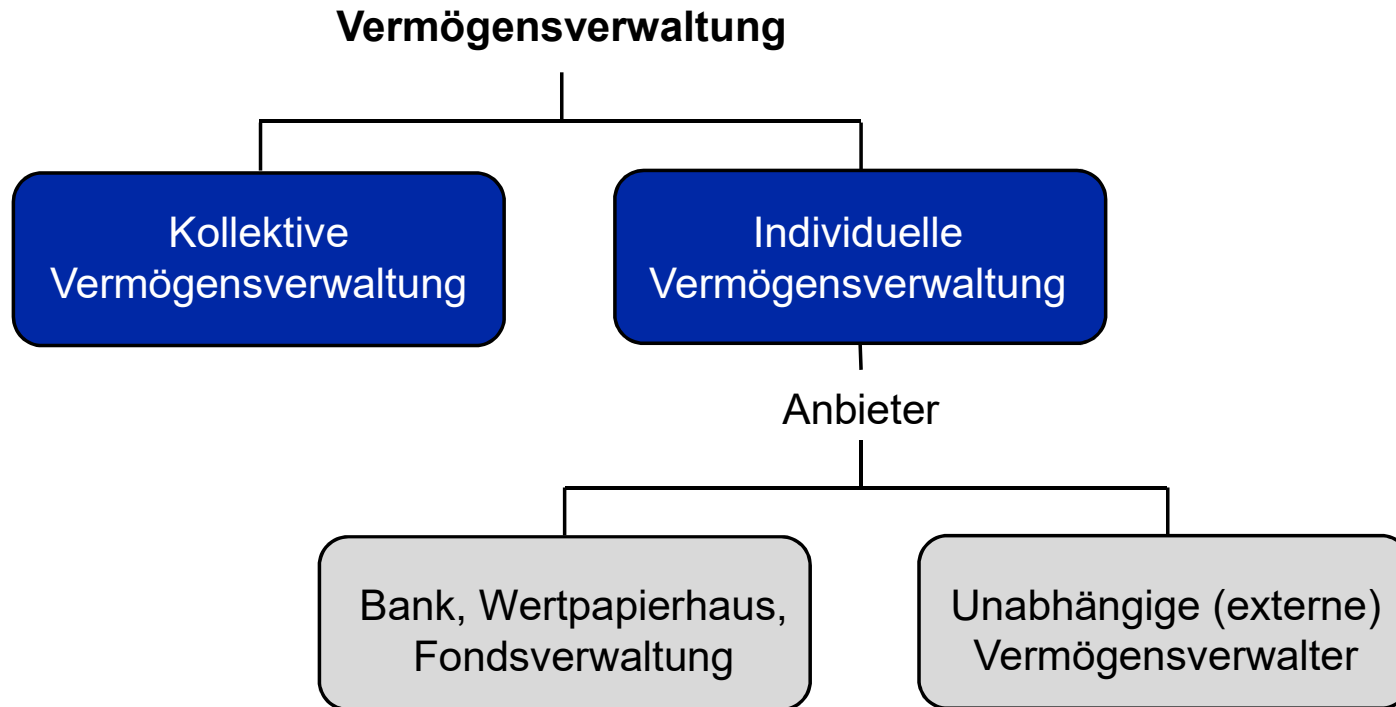 Vermögensverwaltung
Kollektive
Vermögensverwaltung
Individuelle
Vermögensverwaltung
Anbieter
Bank, Wertpapierhaus,
Fondsverwaltung
Unabhängige (externe)
Vermögensverwalter